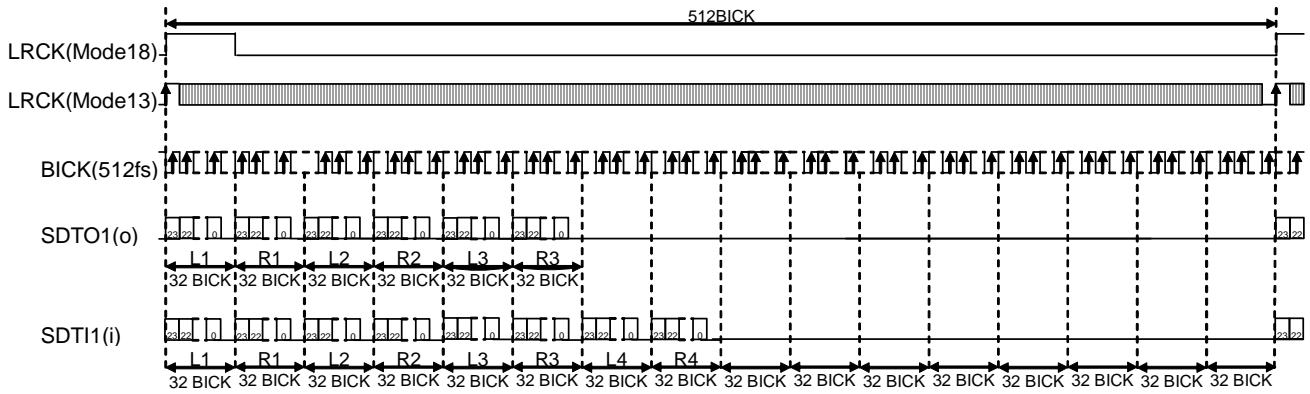 512BICK
LRCK(Mode18)
LRCK(Mode13)
BICK(512fs)
SDTO1(o) 23 22 0 23 22 0 23 22 0 23 22 0 23 22 0 23 22 0 23 22
L1 R1 L2 R2 L3 R3
32 BICK 32 BICK 32 BICK 32 BICK 32 BICK 32 BICK
SDTI1(i) 23 22 0 23 22 0 23 22 0 23 22 0 23 22 0 23 22 0 23 22 0 23 22 0 23 22
L1 R1 L2 R2 L3 R3 L4 R4
32 BICK 32 BICK 32 BICK 32 BICK 32 BICK 32 BICK 32 BICK 32 BICK 32 BICK 32 BICK 32 BICK 32 BICK 32 BICK 32 BICK 32 BICK 32 BICK